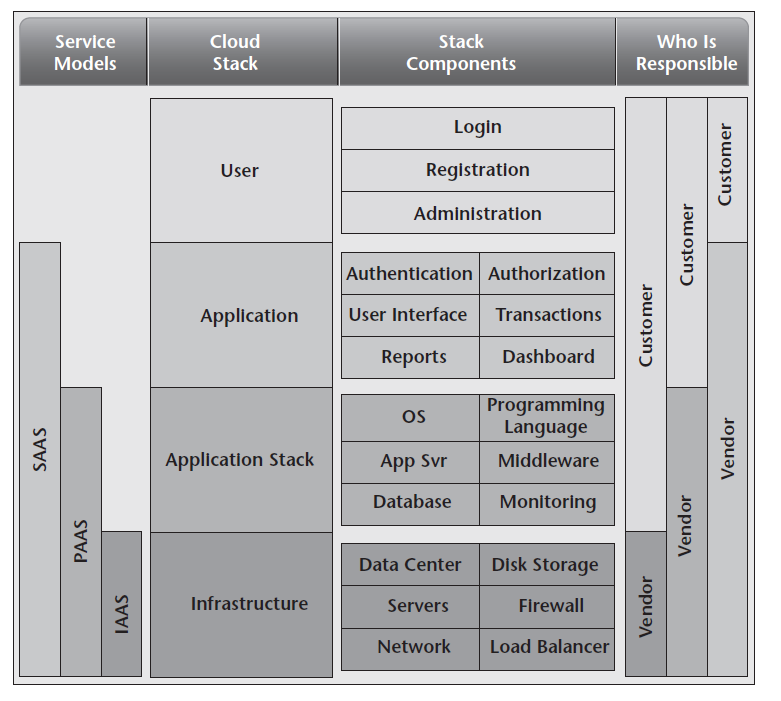 Service
Models
Cloud
Stack
Stack
Components
Who Is
Responsible
User
Login
Registration
Administration
Application
Authentication
Authorization
User Interface
Transactions
Reports
Dashboard
Application Stack
OS
Programming
Language
App Svr
Middleware
Database
Monitoring
Infrastructure
Data Center
Disk Storage
Servers
Firewall
Network
Load Balancer
SAAS
PAAS
IAAS
Customer
Vendor
Customer
Vendor
Customer
Vendor